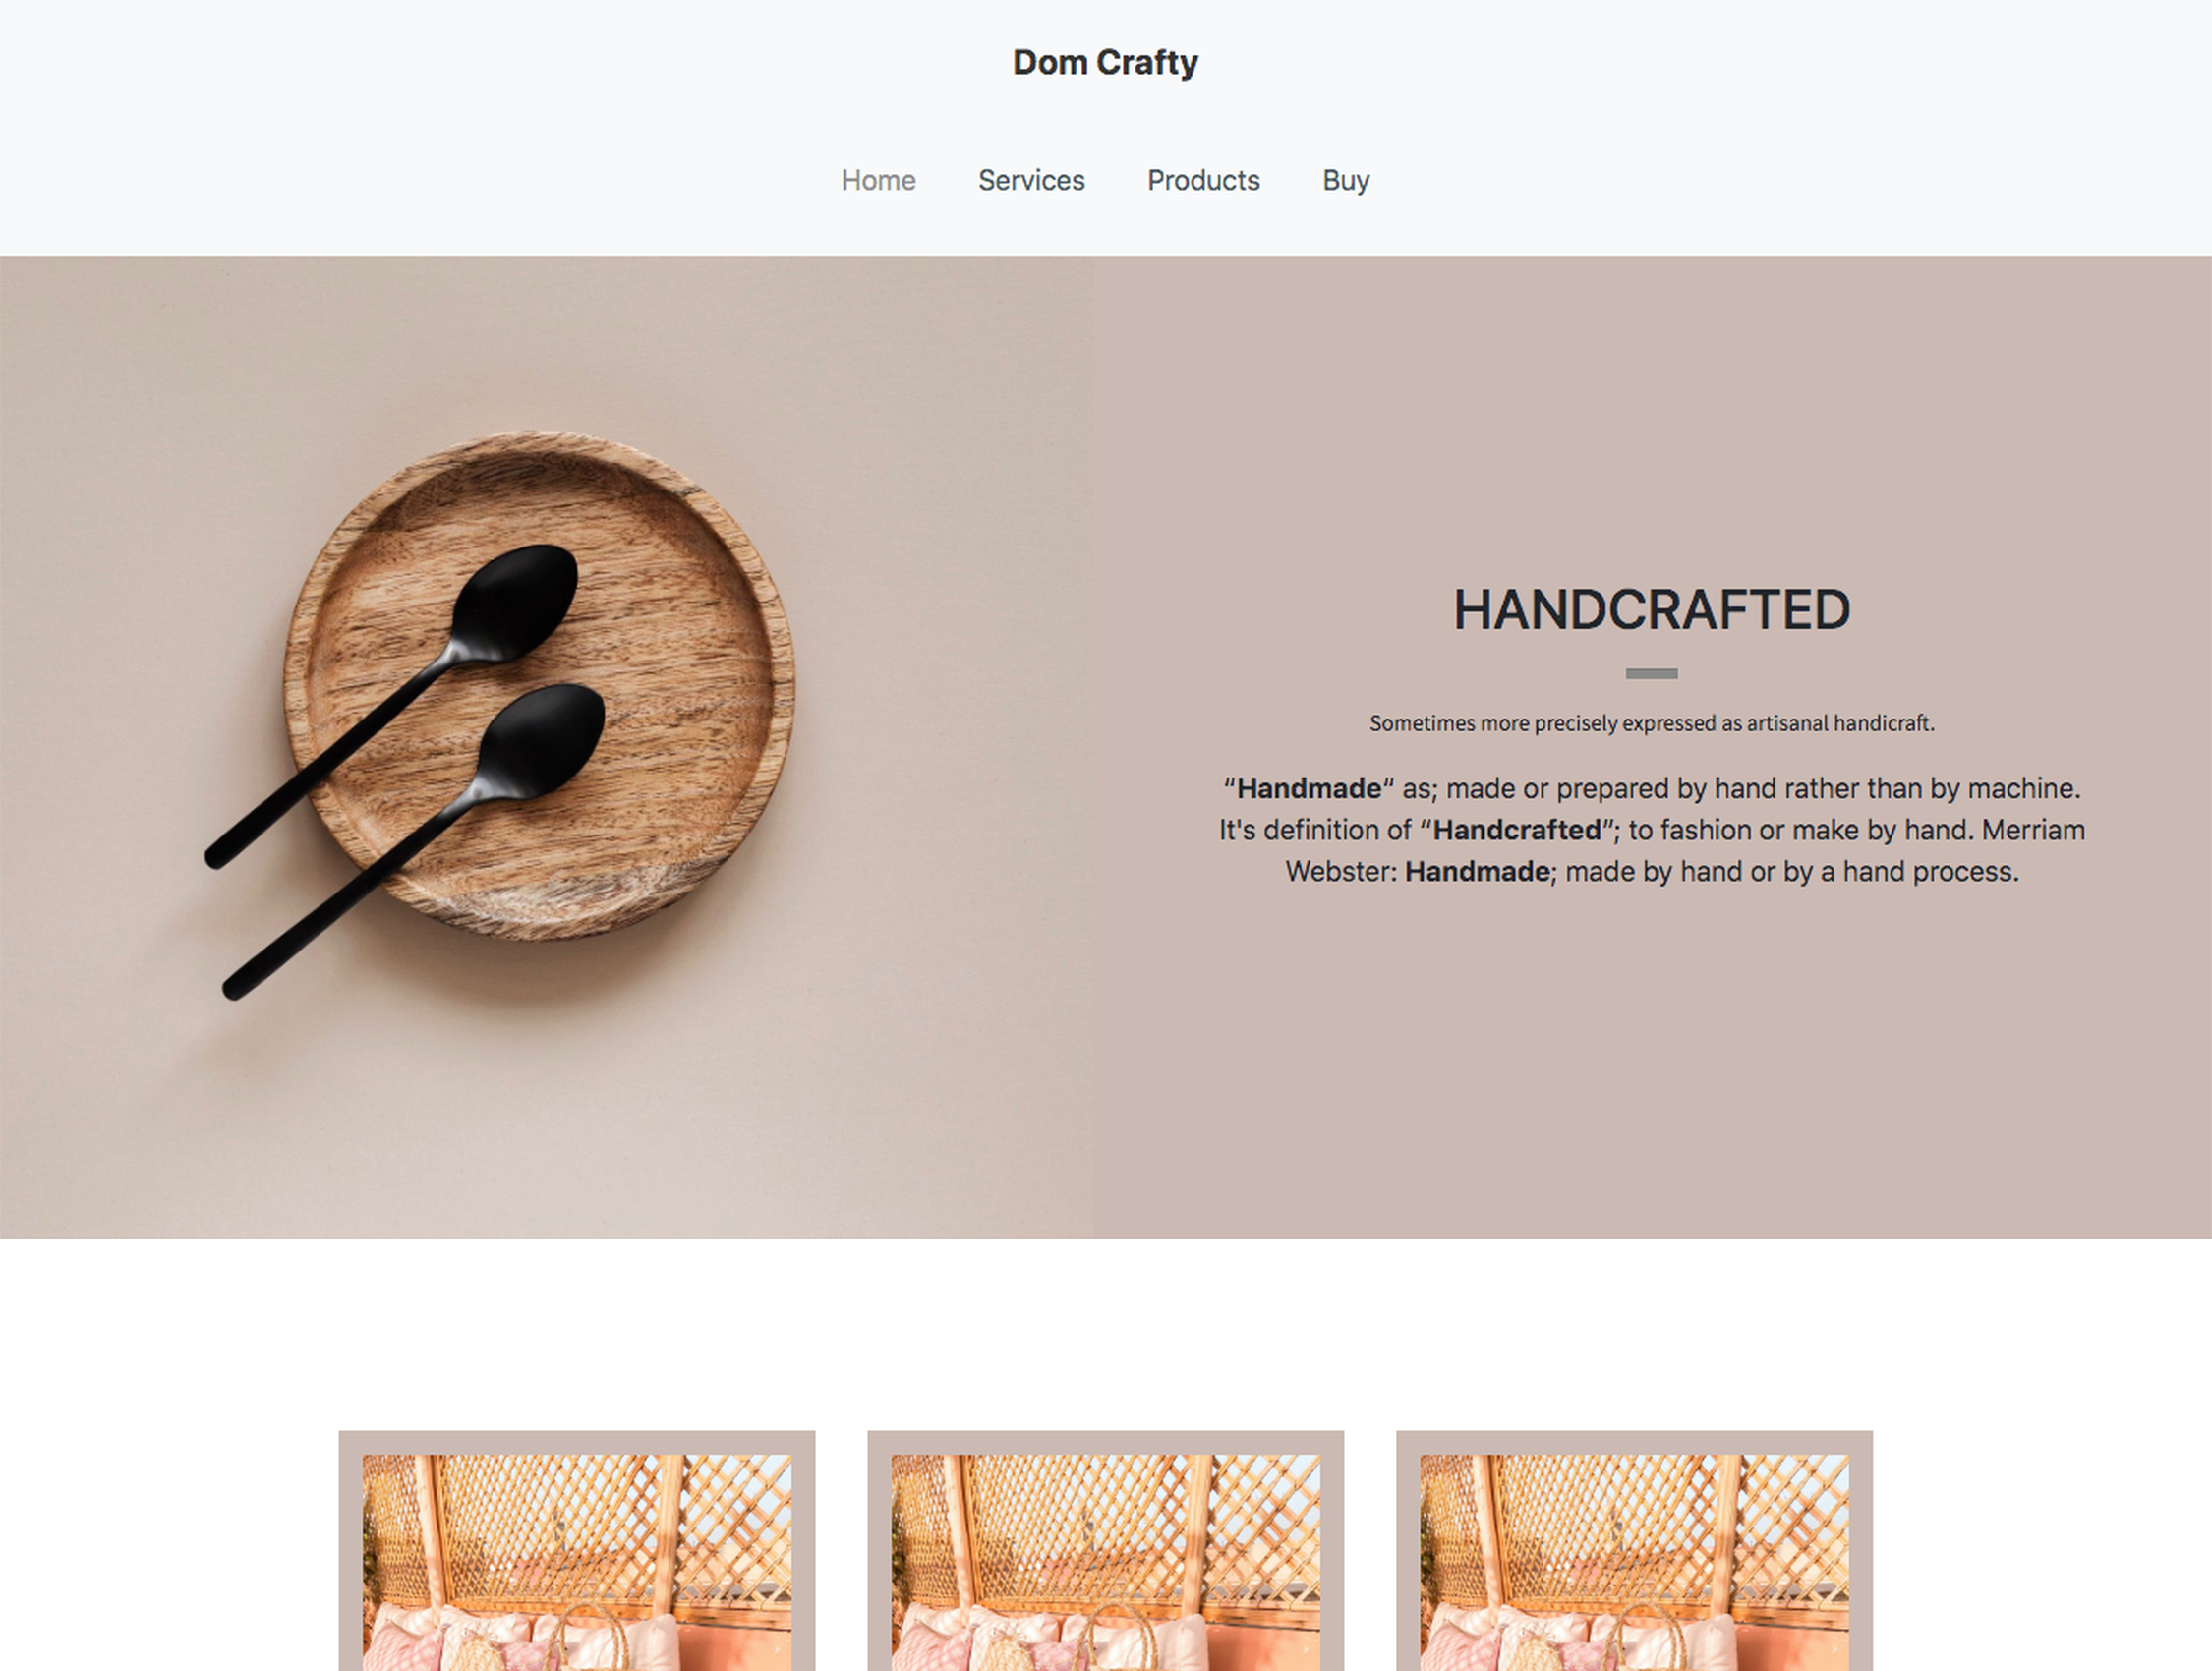 Dom Crafty
Home Services Products Buy
HANDCRAFTED
Sometimes more precisely expressed as artisanal handicraft.
“Handmade“ as; made or prepared by hand rather than by machine.
It's definition of “Handcrafted”; to fashion or make by hand. Merriam
Webster: Handmade; made by hand or by a hand process.